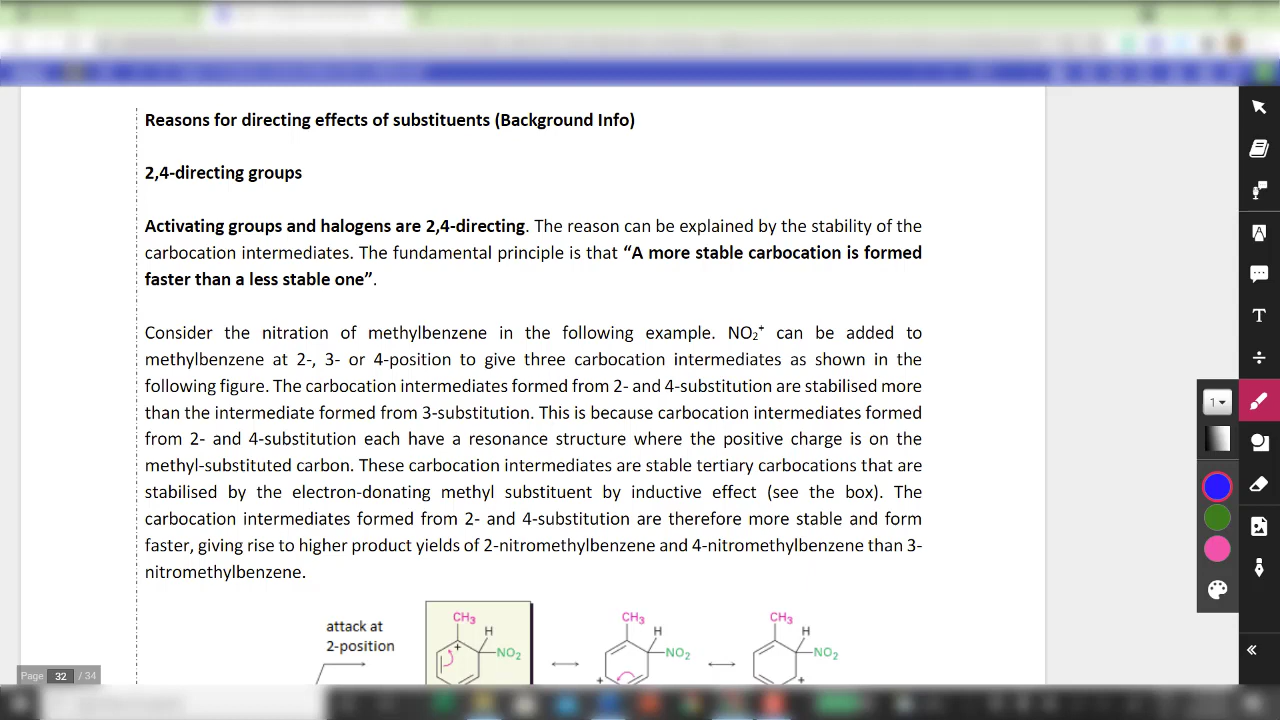 Reasons for directing effects of substituents (Background Info)
2,4-directing groups
Activating groups and halogens are 2,4-directing. The reason can be explained by the stability of the
carbocation intermediates. The fundamental principle is that “A more stable carbocation is formed
faster than a less stable one”.
Consider the nitration of methylbenzene in the following example. NO₂⁺ can be added to
methylbenzene at 2-, 3- or 4-position to give three carbocation intermediates as shown in the
following figure. The carbocation intermediates formed from 2- and 4-substitution are stabilised more
than the intermediate formed from 3-substitution. This is because carbocation intermediates formed
from 2- and 4-substitution each have a resonance structure where the positive charge is on the
methyl-substituted carbon. These carbocation intermediates are stable tertiary carbocations that are
stabilised by the electron-donating methyl substituent by inductive effect (see the box). The
carbocation intermediates formed from 2- and 4-substitution are therefore more stable and form
faster, giving rise to higher product yields of 2-nitromethylbenzene and 4-nitromethylbenzene than 3-
nitromethylbenzene.
attack at
2-position
CH₃ CH₃ CH₃
H H H
+ NO₂ NO₂ NO₂
+ +
Page 32 / 34
1
T